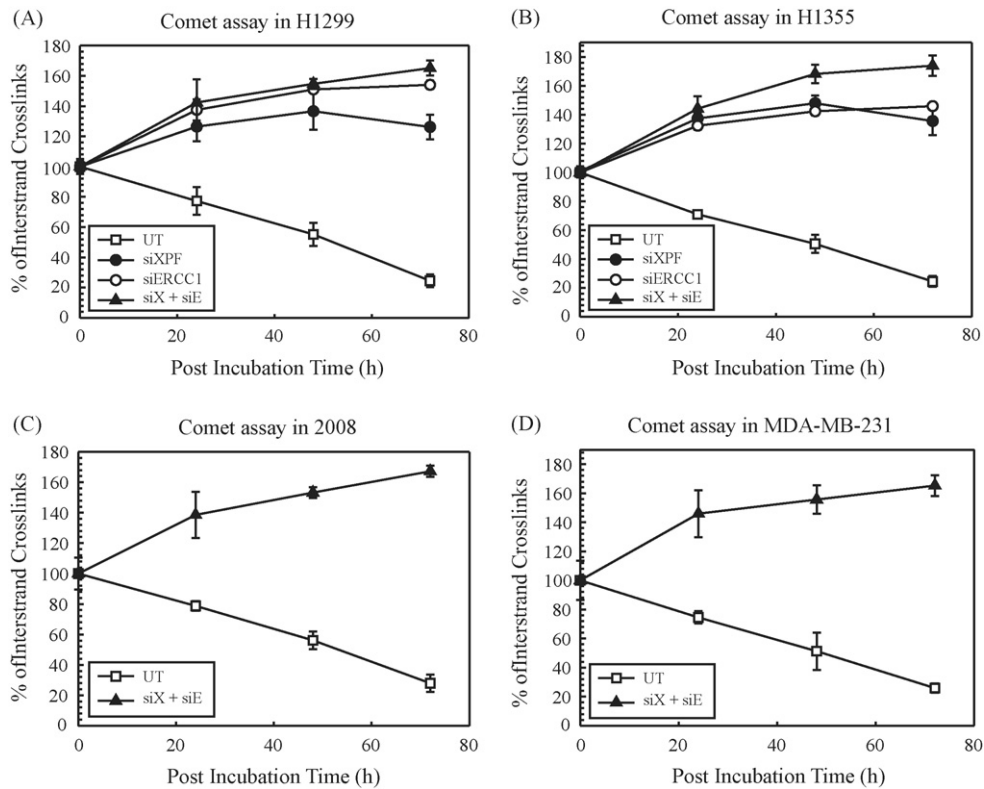 (A)
Comet assay in H1299
% ofInterstrand Crosslinks
180
160
140
120
100
80
60
40
20
0
UT
siXPF
siERCC1
siX + siE
0 20 40 60 80
Post Incubation Time (h)
(B)
Comet assay in H1355
% ofInterstrand Crosslinks
180
160
140
120
100
80
60
40
20
0
UT
siXPF
siERCC1
siX + siE
0 20 40 60 80
Post Incubation Time (h)
(C)
Comet assay in 2008
% ofInterstrand Crosslinks
180
160
140
120
100
80
60
40
20
0
UT
siX + siE
0 20 40 60 80
Post Incubation Time (h)
(D)
Comet assay in MDA-MB-231
% ofInterstrand Crosslinks
180
160
140
120
100
80
60
40
20
0
UT
siX + siE
0 20 40 60 80
Post Incubation Time (h)